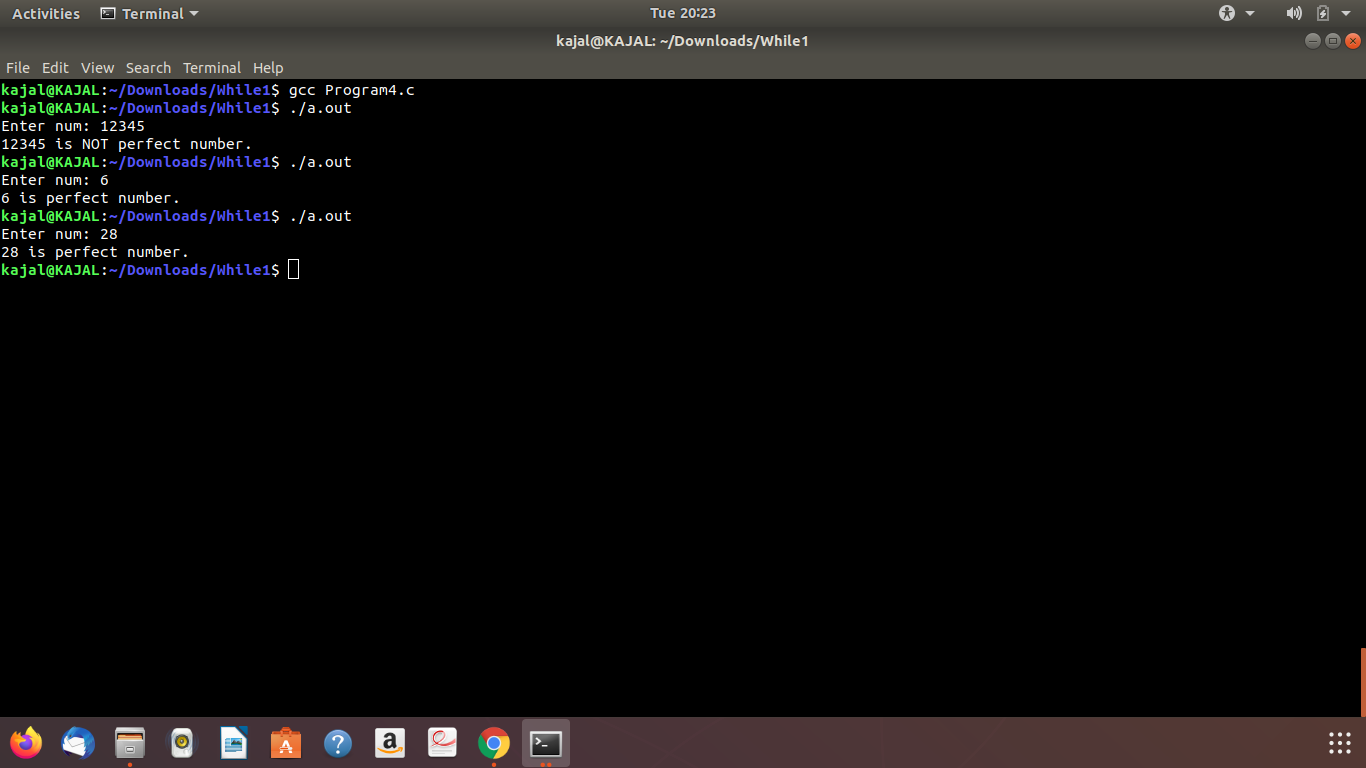 Activities Terminal Tue 20:23
kajal@KAJAL: ~/Downloads/While1
File Edit View Search Terminal Help
kajal@KAJAL:~/Downloads/While1$ gcc Program4.c
kajal@KAJAL:~/Downloads/While1$ ./a.out
Enter num: 12345
12345 is NOT perfect number.
kajal@KAJAL:~/Downloads/While1$ ./a.out
Enter num: 6
6 is perfect number.
kajal@KAJAL:~/Downloads/While1$ ./a.out
Enter num: 28
28 is perfect number.
kajal@KAJAL:~/Downloads/While1$